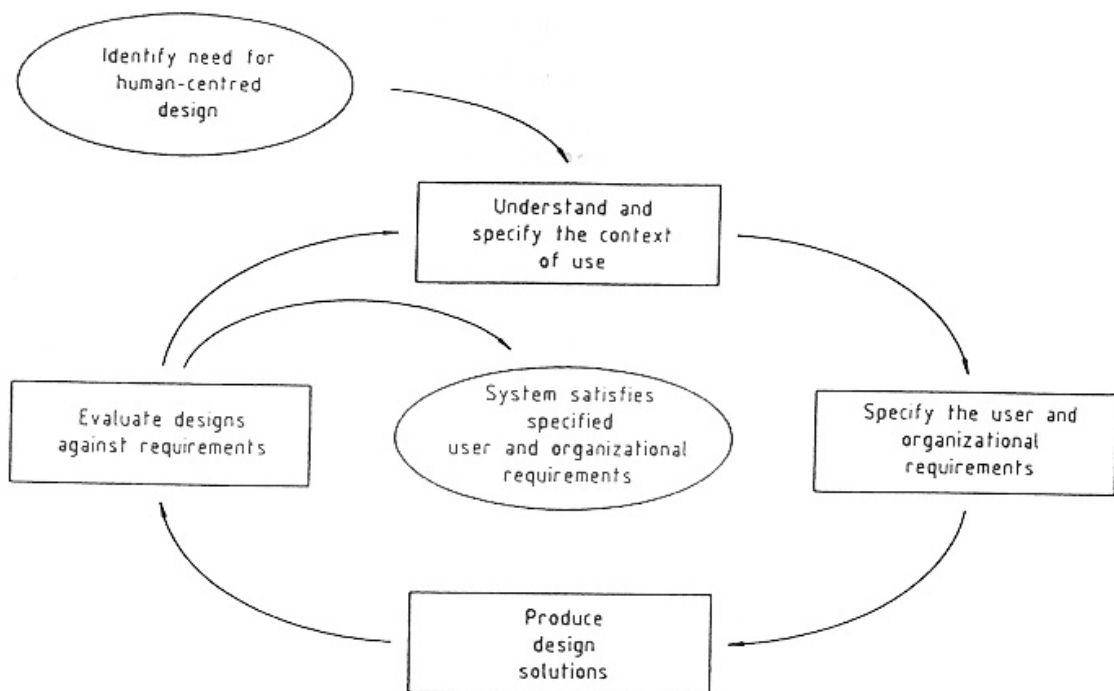 Identify need for
human-centred
design
Understand and
specify the context
of use
Evaluate designs
against requirements
System satisfies
specified
user and organizational
requirements
Specify the user and
organizational
requirements
Produce
design
solutions